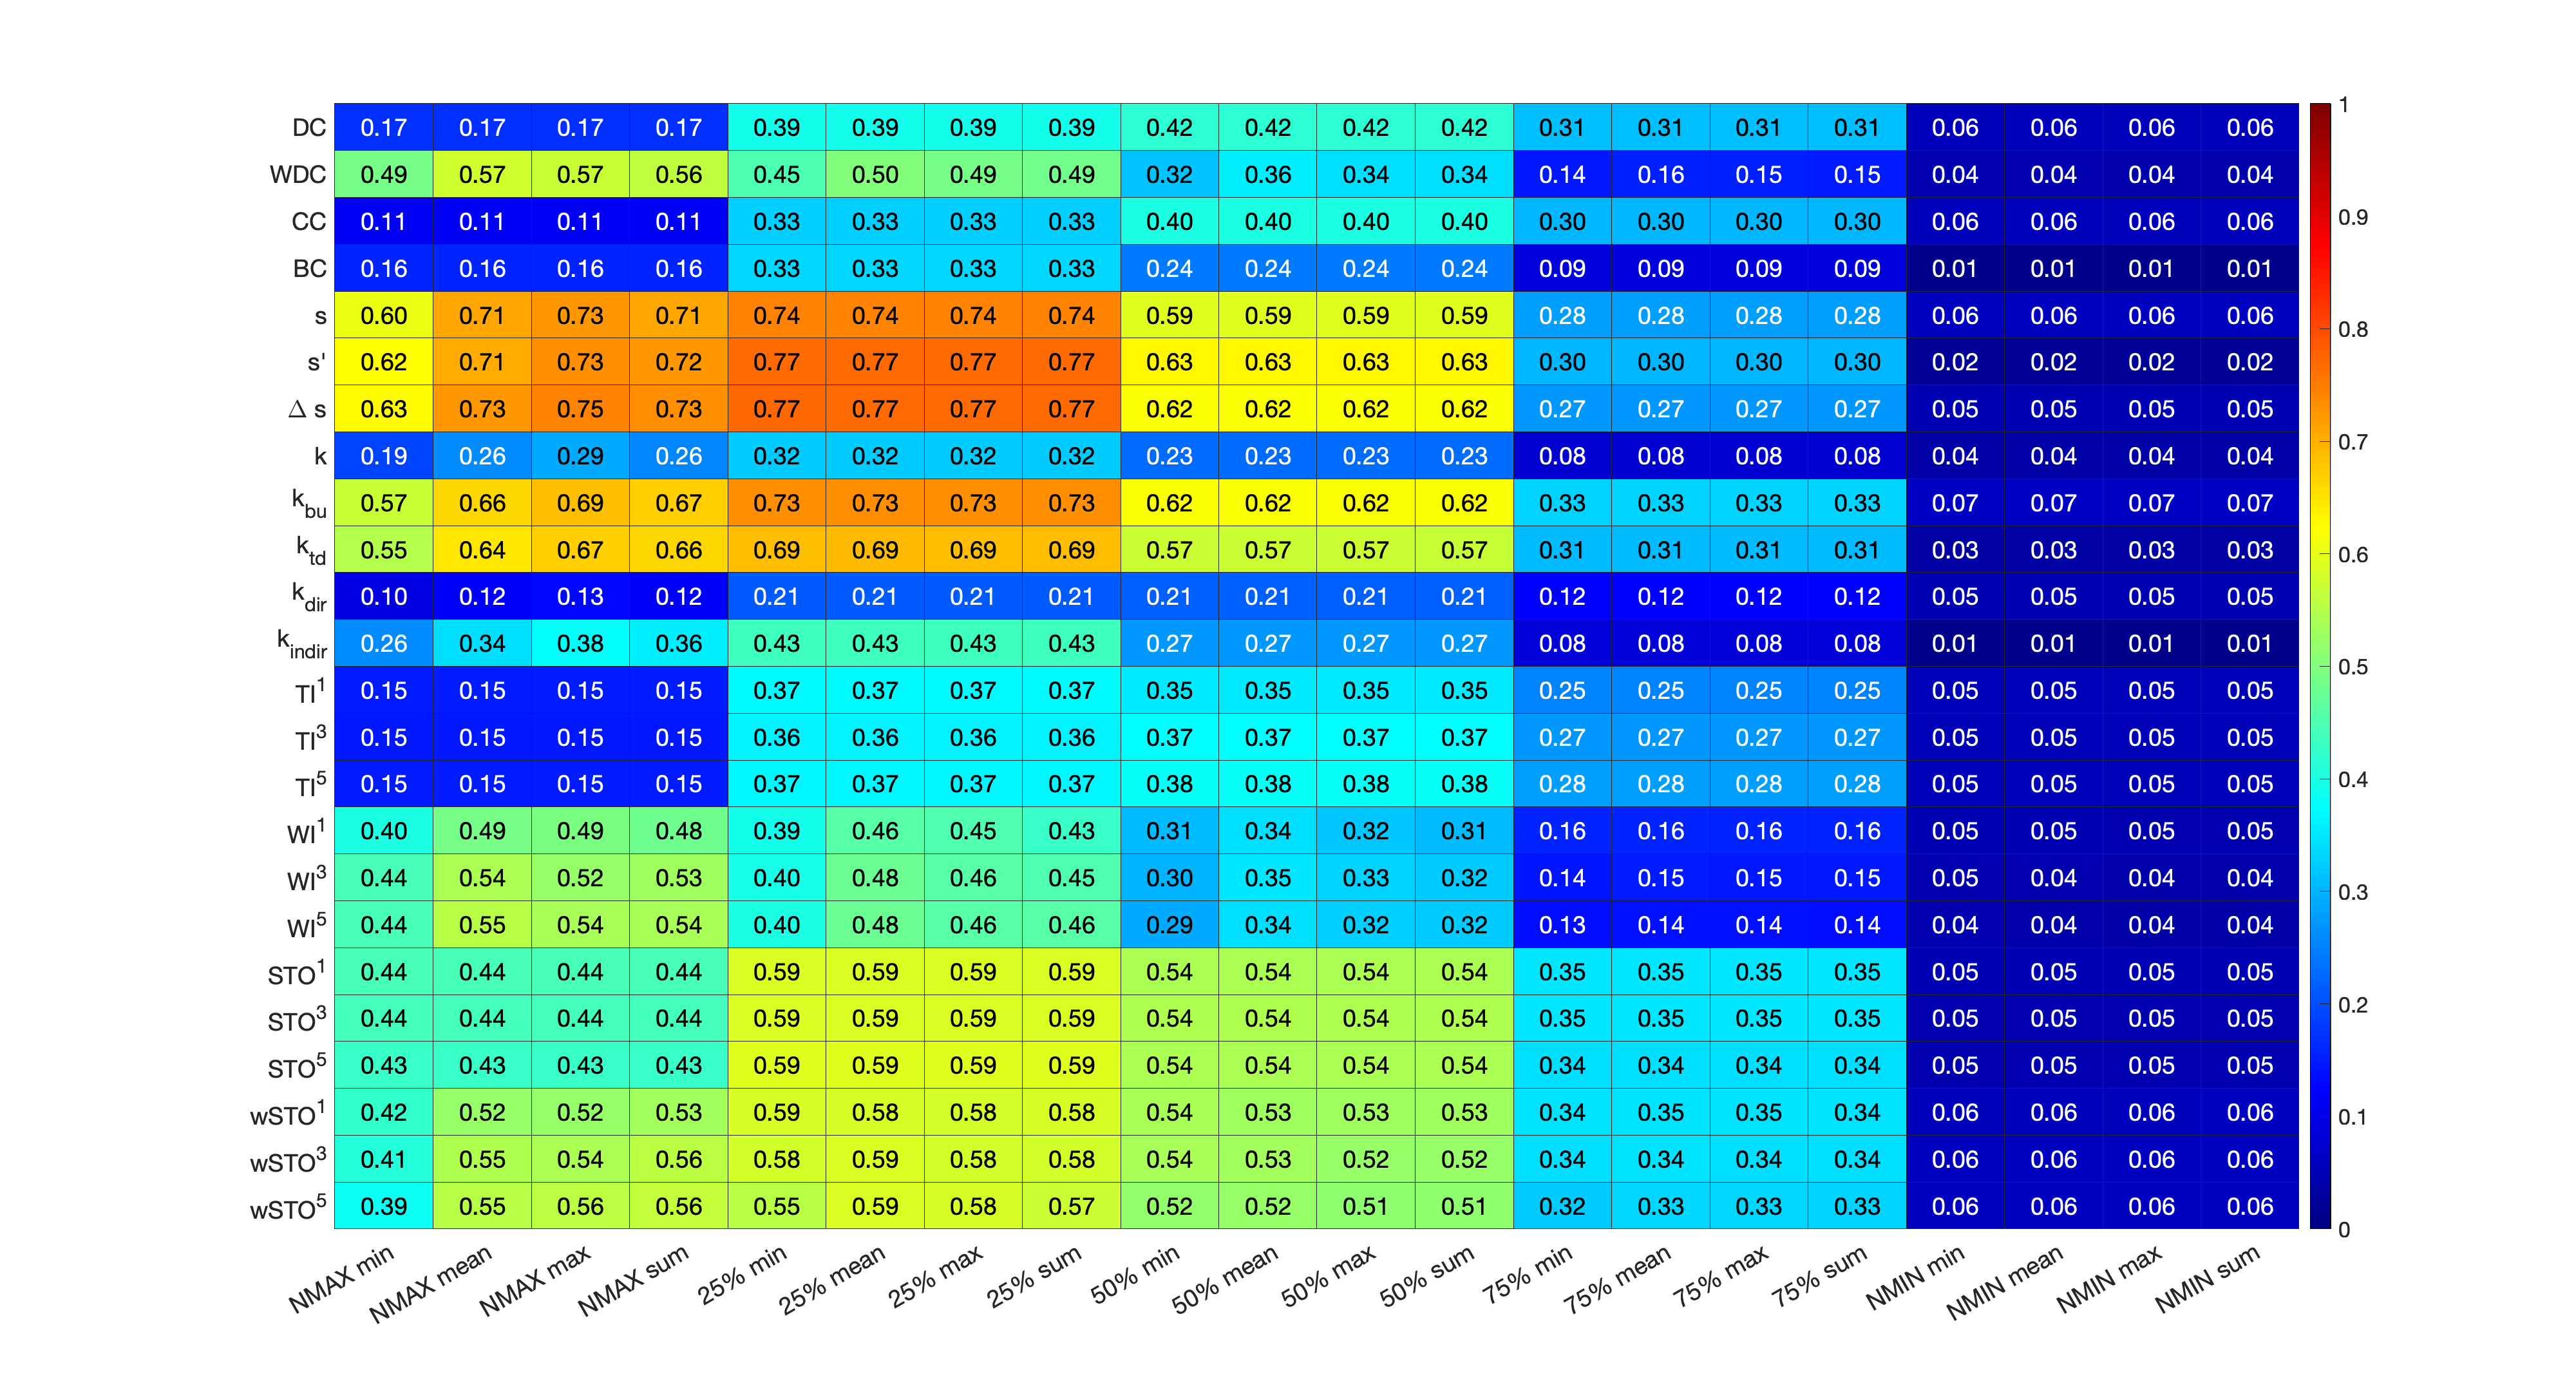 DC 0.17 0.17 0.17 0.17 0.39 0.39 0.39 0.39 0.42 0.42 0.42 0.42 0.31 0.31 0.31 0.31 0.06 0.06 0.06 0.06 1
WDC 0.49 0.57 0.57 0.56 0.45 0.50 0.49 0.49 0.32 0.36 0.34 0.34 0.14 0.16 0.15 0.15 0.04 0.04 0.04 0.04
CC 0.11 0.11 0.11 0.11 0.33 0.33 0.33 0.33 0.40 0.40 0.40 0.40 0.30 0.30 0.30 0.30 0.06 0.06 0.06 0.06 0.9
BC 0.16 0.16 0.16 0.16 0.33 0.33 0.33 0.33 0.24 0.24 0.24 0.24 0.09 0.09 0.09 0.09 0.01 0.01 0.01 0.01
s 0.60 0.71 0.73 0.71 0.74 0.74 0.74 0.74 0.59 0.59 0.59 0.59 0.28 0.28 0.28 0.28 0.06 0.06 0.06 0.06 0.8
s' 0.62 0.71 0.73 0.72 0.77 0.77 0.77 0.77 0.63 0.63 0.63 0.63 0.30 0.30 0.30 0.30 0.02 0.02 0.02 0.02
Δ s 0.63 0.73 0.75 0.73 0.77 0.77 0.77 0.77 0.62 0.62 0.62 0.62 0.27 0.27 0.27 0.27 0.05 0.05 0.05 0.05
k 0.19 0.26 0.29 0.26 0.32 0.32 0.32 0.32 0.23 0.23 0.23 0.23 0.08 0.08 0.08 0.08 0.04 0.04 0.04 0.04 0.7
k_bu 0.57 0.66 0.69 0.67 0.73 0.73 0.73 0.73 0.62 0.62 0.62 0.62 0.33 0.33 0.33 0.33 0.07 0.07 0.07 0.07
k_td 0.55 0.64 0.67 0.66 0.69 0.69 0.69 0.69 0.57 0.57 0.57 0.57 0.31 0.31 0.31 0.31 0.03 0.03 0.03 0.03 0.6
k_dir 0.10 0.12 0.13 0.12 0.21 0.21 0.21 0.21 0.21 0.21 0.21 0.21 0.12 0.12 0.12 0.12 0.05 0.05 0.05 0.05
k_indir 0.26 0.34 0.38 0.36 0.43 0.43 0.43 0.43 0.27 0.27 0.27 0.27 0.08 0.08 0.08 0.08 0.01 0.01 0.01 0.01 0.5
TI¹ 0.15 0.15 0.15 0.15 0.37 0.37 0.37 0.37 0.35 0.35 0.35 0.35 0.25 0.25 0.25 0.25 0.05 0.05 0.05 0.05
TI³ 0.15 0.15 0.15 0.15 0.36 0.36 0.36 0.36 0.37 0.37 0.37 0.37 0.27 0.27 0.27 0.27 0.05 0.05 0.05 0.05
TI⁵ 0.15 0.15 0.15 0.15 0.37 0.37 0.37 0.37 0.38 0.38 0.38 0.38 0.28 0.28 0.28 0.28 0.05 0.05 0.05 0.05 0.4
WI¹ 0.40 0.49 0.49 0.48 0.39 0.46 0.45 0.43 0.31 0.34 0.32 0.31 0.16 0.16 0.16 0.16 0.05 0.05 0.05 0.05
WI³ 0.44 0.54 0.52 0.53 0.40 0.48 0.46 0.45 0.30 0.35 0.33 0.32 0.14 0.15 0.15 0.15 0.05 0.04 0.04 0.04 0.3
WI⁵ 0.44 0.55 0.54 0.54 0.40 0.48 0.46 0.46 0.29 0.34 0.32 0.32 0.13 0.14 0.14 0.14 0.04 0.04 0.04 0.04
STO¹ 0.44 0.44 0.44 0.44 0.59 0.59 0.59 0.59 0.54 0.54 0.54 0.54 0.35 0.35 0.35 0.35 0.05 0.05 0.05 0.05
STO³ 0.44 0.44 0.44 0.44 0.59 0.59 0.59 0.59 0.54 0.54 0.54 0.54 0.35 0.35 0.35 0.35 0.05 0.05 0.05 0.05 0.2
STO⁵ 0.43 0.43 0.43 0.43 0.59 0.59 0.59 0.59 0.54 0.54 0.54 0.54 0.34 0.34 0.34 0.34 0.05 0.05 0.05 0.05
wSTO¹ 0.42 0.52 0.52 0.53 0.59 0.58 0.58 0.58 0.54 0.53 0.53 0.53 0.34 0.35 0.35 0.34 0.06 0.06 0.06 0.06 0.1
wSTO³ 0.41 0.55 0.54 0.56 0.58 0.59 0.58 0.58 0.54 0.53 0.52 0.52 0.34 0.34 0.34 0.34 0.06 0.06 0.06 0.06
wSTO⁵ 0.39 0.55 0.56 0.56 0.55 0.59 0.58 0.57 0.52 0.52 0.51 0.51 0.32 0.33 0.33 0.33 0.06 0.06 0.06 0.06 0
NMAX min NMAX mean NMAX max NMAX sum 25% min 25% mean 25% max 25% sum 50% min 50% mean 50% max 50% sum 75% min 75% mean 75% max 75% sum NMIN min NMIN mean NMIN max NMIN sum